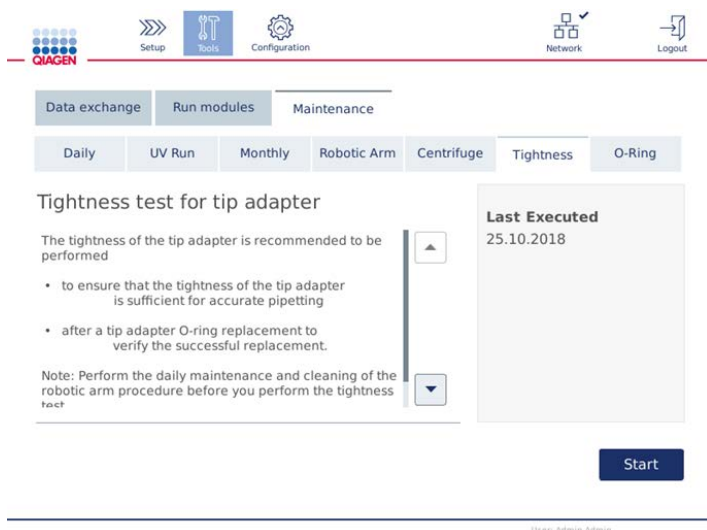 QIAGEN
Setup
Tools
Configuration
Network
Logout
Data exchange
Run modules
Maintenance
Daily
UV Run
Monthly
Robotic Arm
Centrifuge
Tightness
O-Ring
Tightness test for tip adapter
The tightness of the tip adapter is recommended to be
performed
• to ensure that the tightness of the tip adapter
is sufficient for accurate pipetting
• after a tip adapter O-ring replacement to
verify the successful replacement.
Note: Perform the daily maintenance and cleaning of the
robotic arm procedure before you perform the tightness
test
Last Executed
25.10.2018
Start
User: Admin Admin